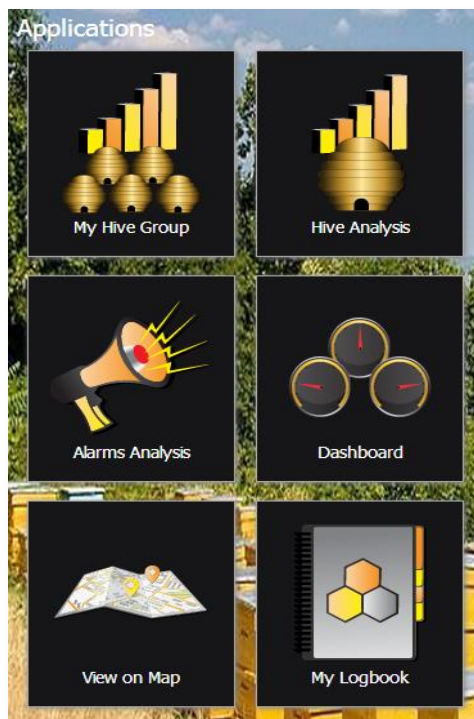 Applications
My Hive Group
Hive Analysis
Alarms Analysis
Dashboard
View on Map
My Logbook